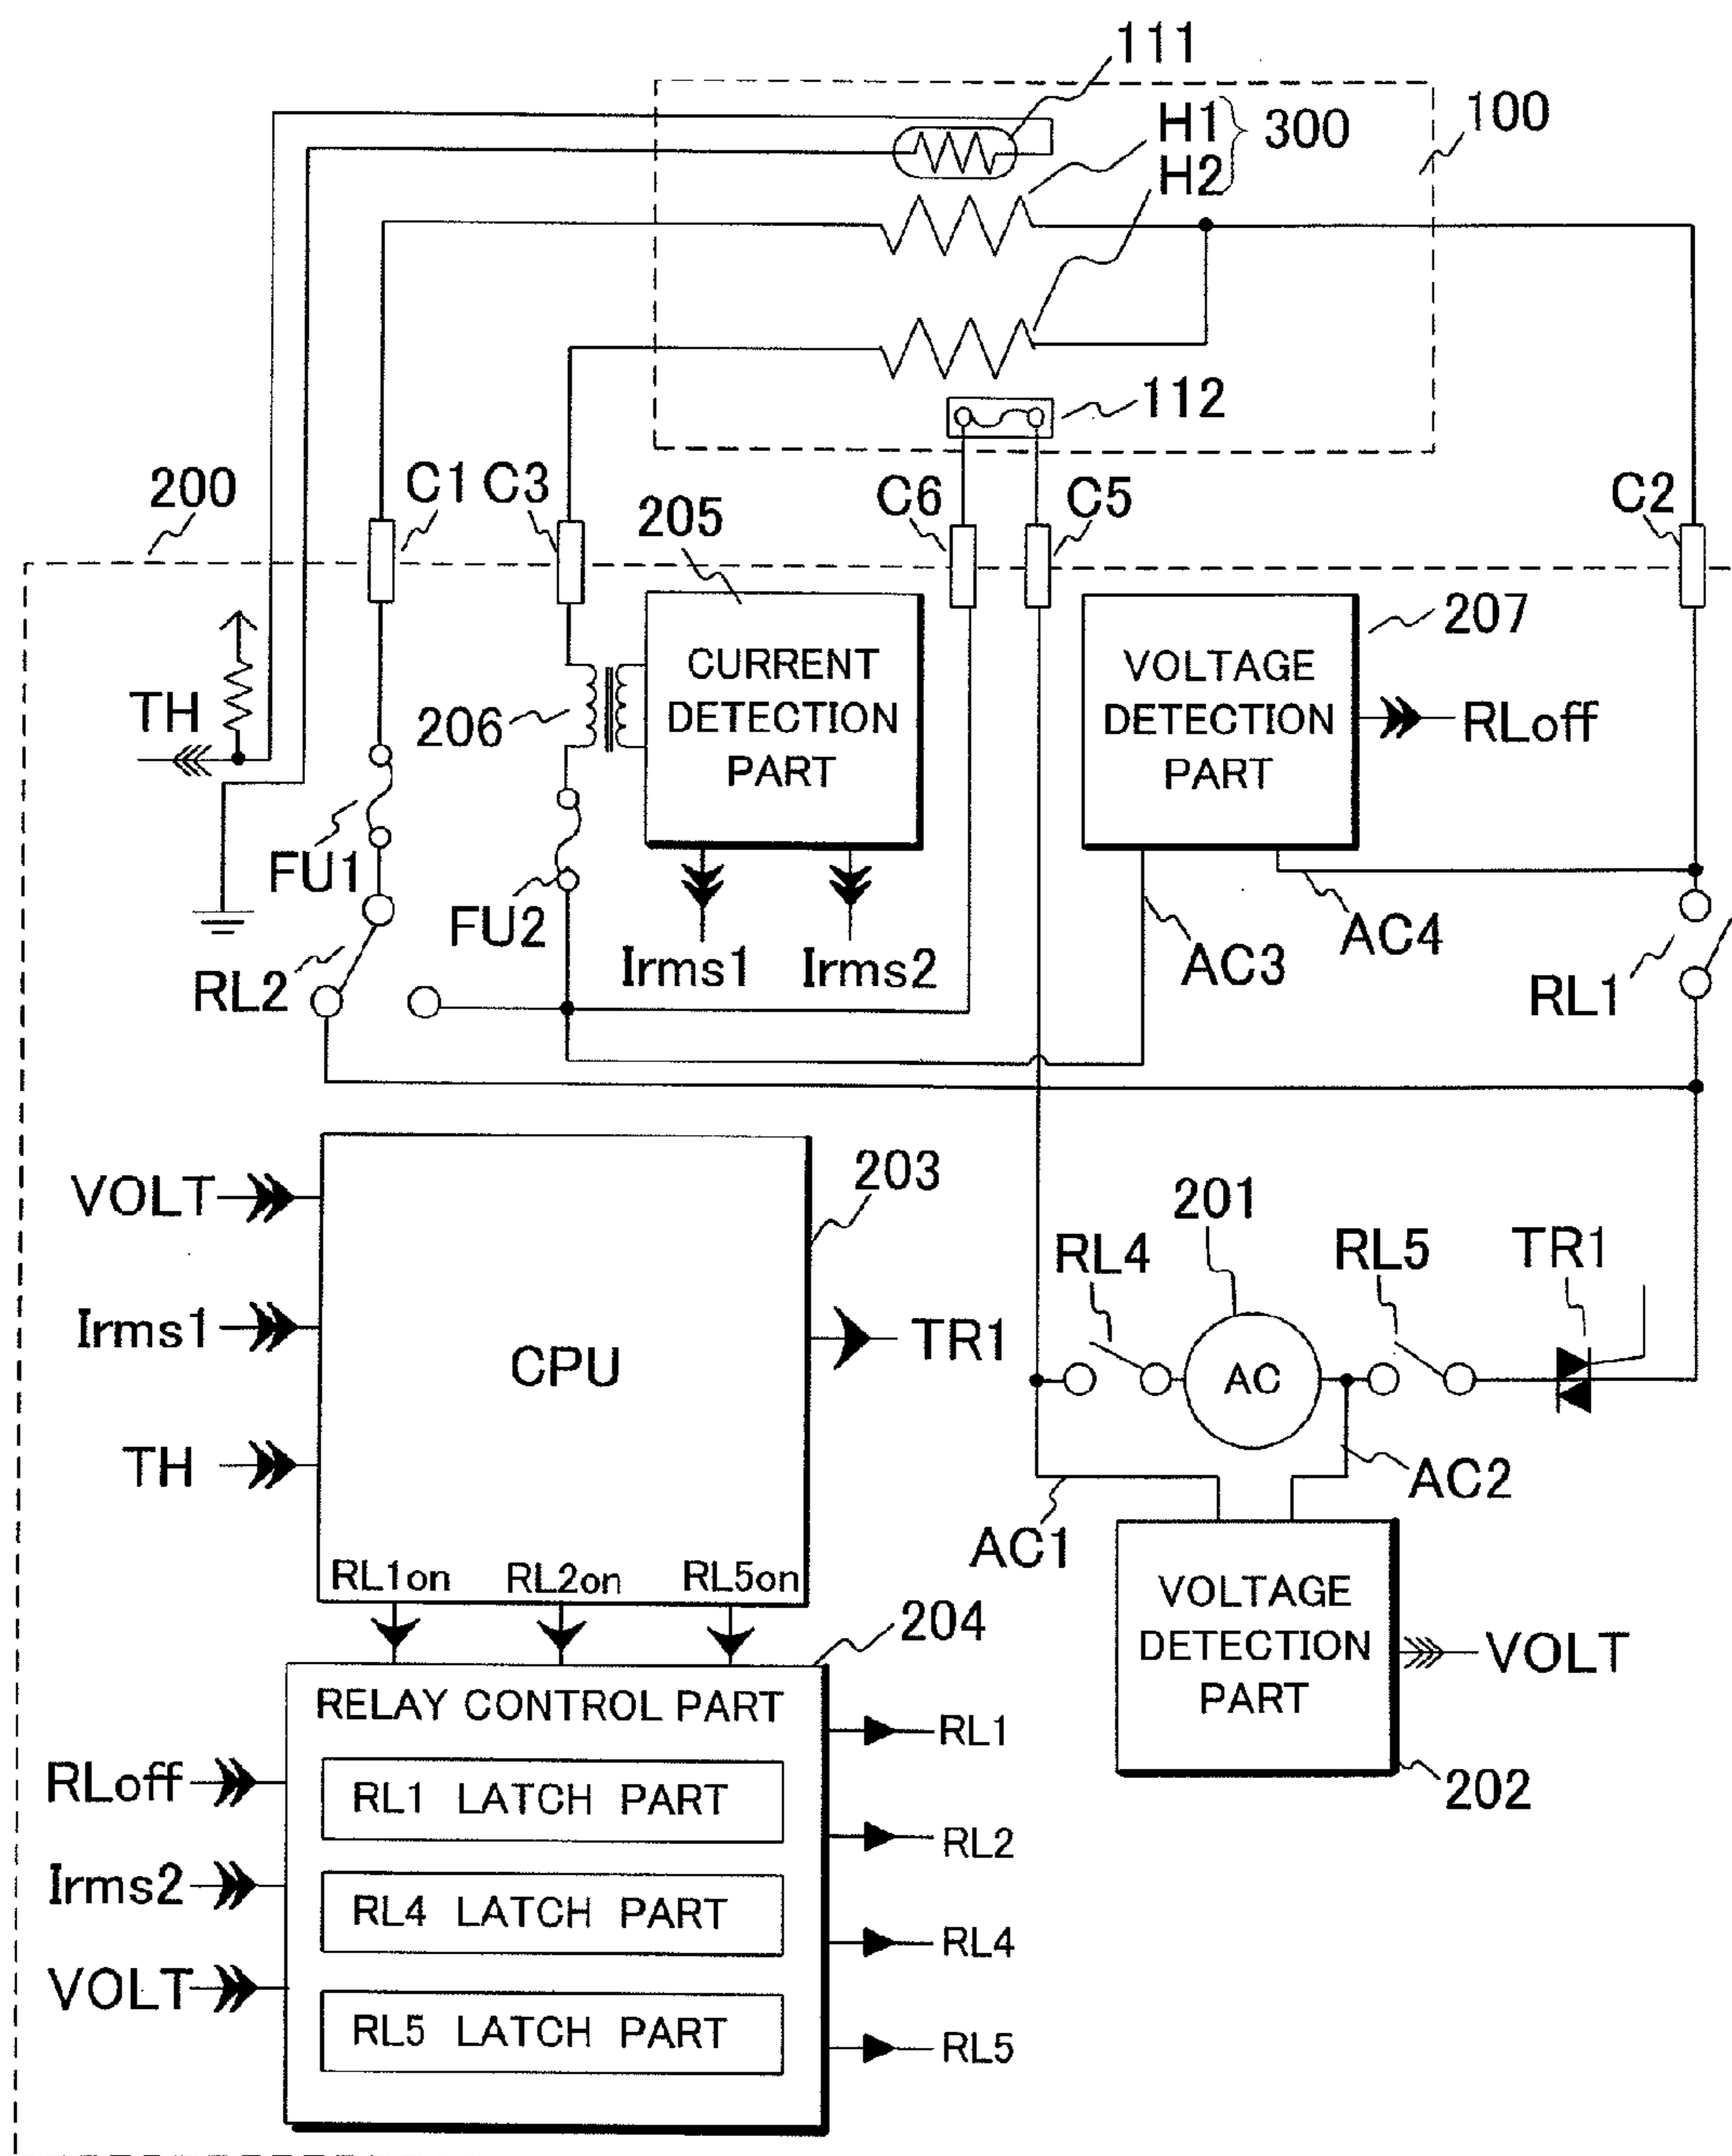 111
H1
300
100
H2
112
200
C1
C3
C6
C5
C2
205
207
CURRENT
DETECTION
PART
VOLTAGE
DETECTION
PART
RLoff
TH
206
FU1
FU2
AC3
AC4
Irms1
Irms2
RL2
RL1
VOLT
203
201
RL4
RL5
TR1
Irms1
CPU
TR1
AC
TH
AC1
AC2
RL1on
RL2on
RL5on
204
VOLTAGE
DETECTION
PART
VOLT
RELAY CONTROL PART
RL1
RLoff
RL1 LATCH PART
202
RL2
Irms2
RL4 LATCH PART
RL4
VOLT
RL5 LATCH PART
RL5